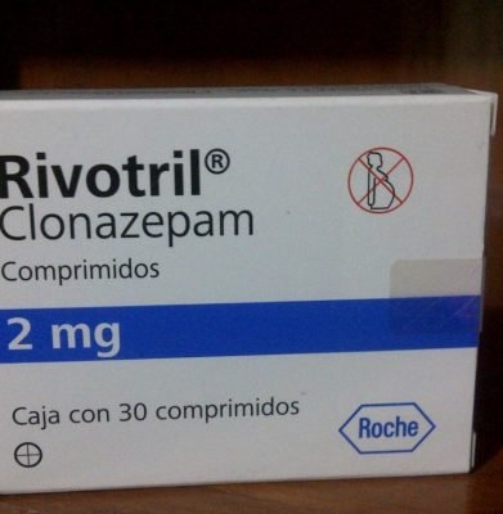 Rivotril®
Clonazepam
Comprimidos
2 mg
Caja con 30 comprimidos
Roche